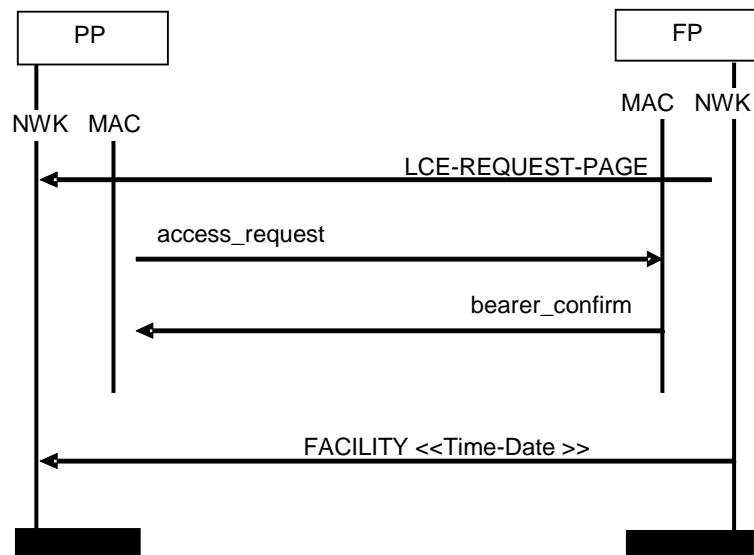 PP FP
MAC NWK
NWK MAC
LCE-REQUEST-PAGE
access_request
bearer_confirm
FACILITY <<Time-Date >>